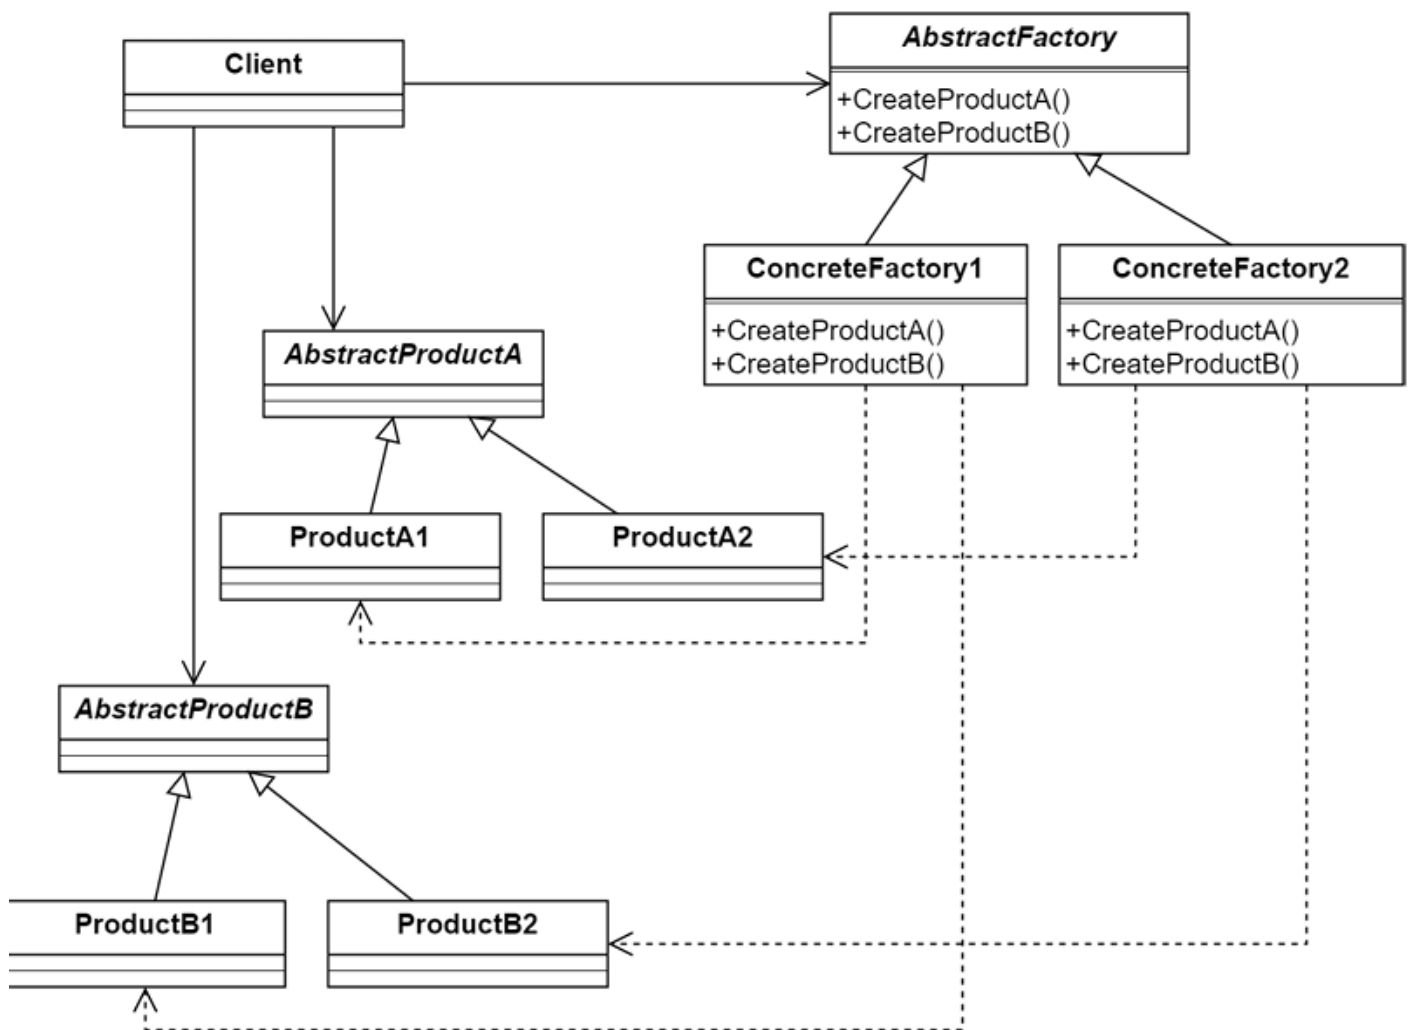 Client
AbstractFactory
+CreateProductA()
+CreateProductB()
ConcreteFactory1
+CreateProductA()
+CreateProductB()
ConcreteFactory2
+CreateProductA()
+CreateProductB()
AbstractProductA
ProductA1
ProductA2
AbstractProductB
ProductB1
ProductB2